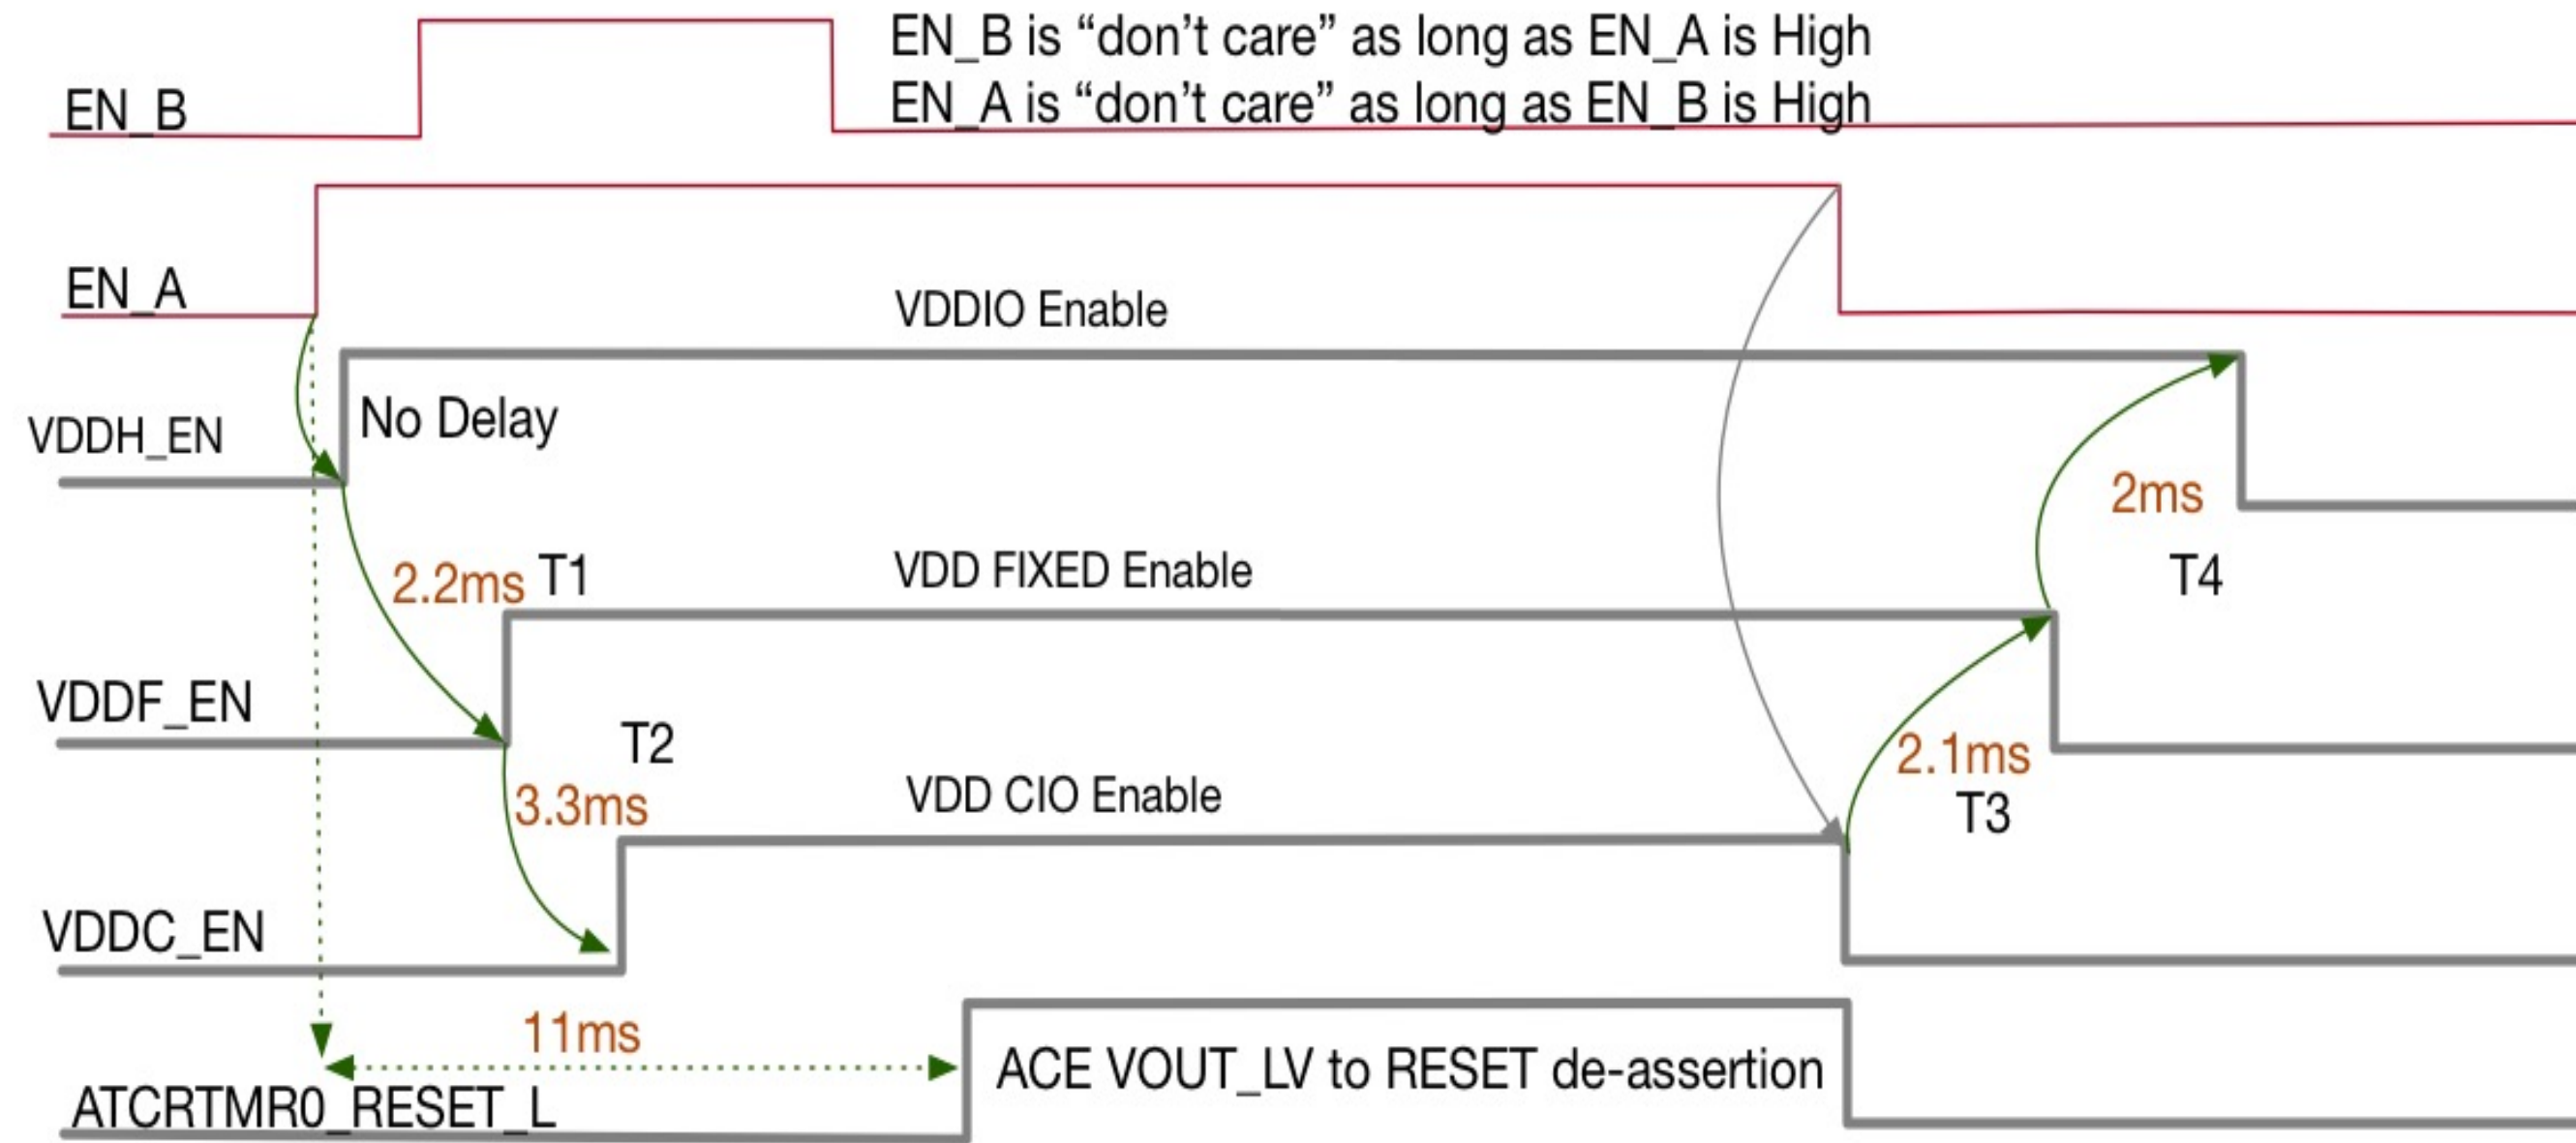 EN_B is “don’t care” as long as EN_A is High
EN_B
EN_A is “don’t care” as long as EN_B is High
EN_A
VDDIO Enable
No Delay
VDDH_EN
2ms
2.2ms T1
VDD FIXED Enable
T4
VDDF_EN
T2
2.1ms
3.3ms
VDD CIO Enable
T3
VDDC_EN
11ms
ACE VOUT_LV to RESET de-assertion
ATCRTMR0_RESET_L